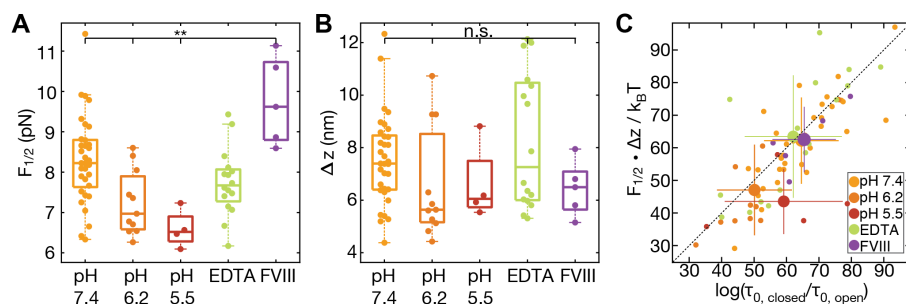 A
B
C
F1/2 (pN)
11
10
9
8
7
6
**
pH 7.4
pH 6.2
pH 5.5
EDTA
FVIII
Δ z (nm)
12
10
8
6
4
n.s.
pH 7.4
pH 6.2
pH 5.5
EDTA
FVIII
F1/2 • Δz / kBT
90
80
70
60
50
40
30
30 40 50 60 70 80 90
log(τ0, closed/τ0, open)
pH 7.4
pH 6.2
pH 5.5
EDTA
FVIII